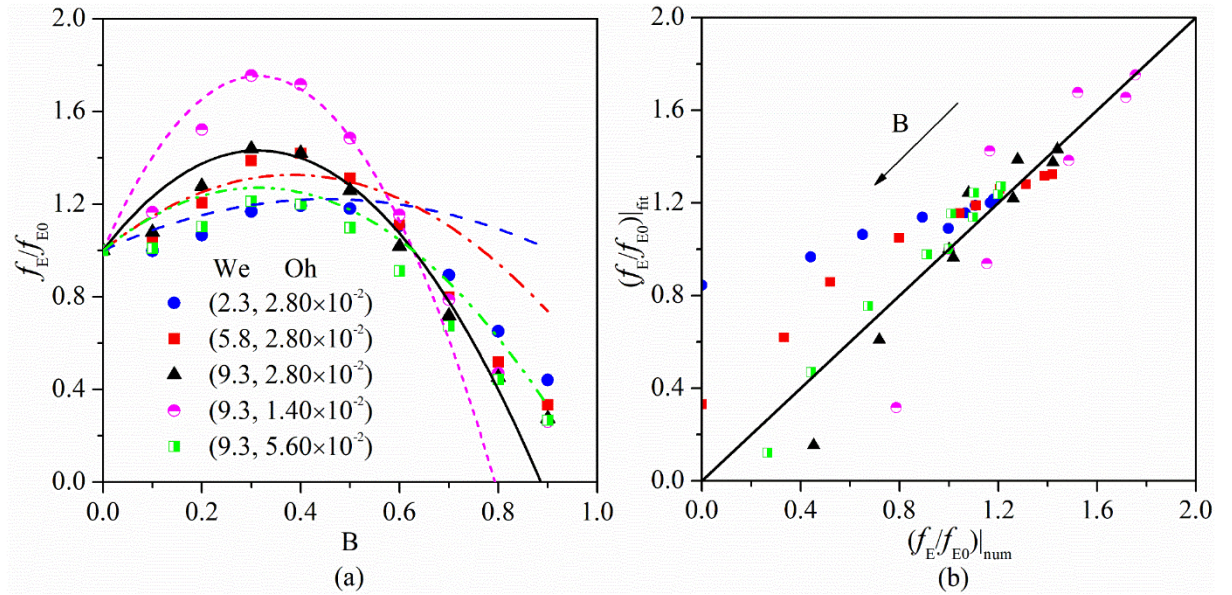 2.0
1.6
1.2
0.8
0.4
0.0
f_E/f_E0
We Oh
(2.3, 2.80×10⁻²)
(5.8, 2.80×10⁻²)
(9.3, 2.80×10⁻²)
(9.3, 1.40×10⁻²)
(9.3, 5.60×10⁻²)
0.0 0.2 0.4 0.6 0.8 1.0
B
(a)
2.0
1.6
1.2
0.8
0.4
0.0
(f_E/f_E0)|_fit
B
0.0 0.4 0.8 1.2 1.6 2.0
(f_E/f_E0)|_num
(b)